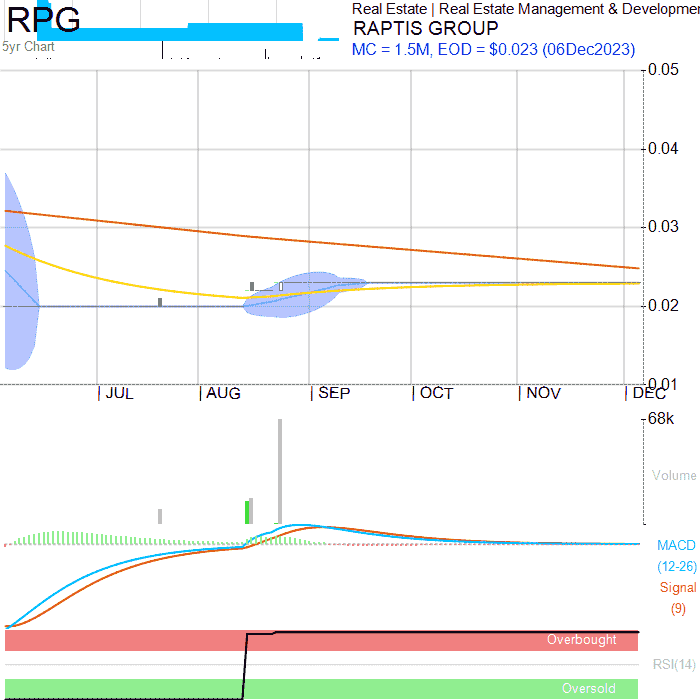 RPG
Real Estate | Real Estate Management & Developmen
RAPTIS GROUP
5yr Chart
MC = 1.5M, EOD = $0.023 (06Dec2023)
0.05
0.04
0.03
0.02
0.01
JUL AUG SEP OCT NOV DEC
68k
Volume
MACD
(12-26)
Signal
(9)
Overbought
RSI(14)
Oversold